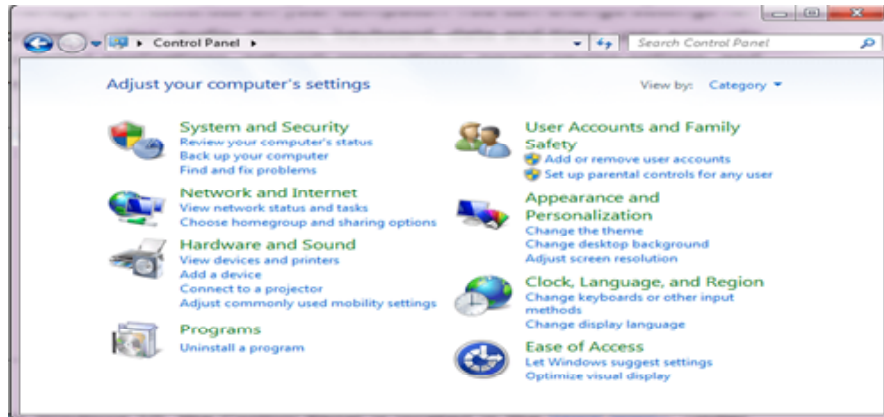 Control Panel
Search Control Panel
Adjust your computer's settings
View by: Category
System and Security
Review your computer's status
Back up your computer
Find and fix problems
Network and Internet
View network status and tasks
Choose homegroup and sharing options
Hardware and Sound
View devices and printers
Add a device
Connect to a projector
Adjust commonly used mobility settings
Programs
Uninstall a program
User Accounts and Family
Safety
Add or remove user accounts
Set up parental controls for any user
Appearance and
Personalization
Change the theme
Change desktop background
Adjust screen resolution
Clock, Language, and Region
Change keyboards or other input
methods
Change display language
Ease of Access
Let Windows suggest settings
Optimize visual display